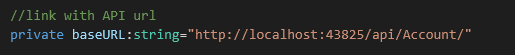 //link with API url
private baseURL:string="http://localhost:43825/api/Account/"